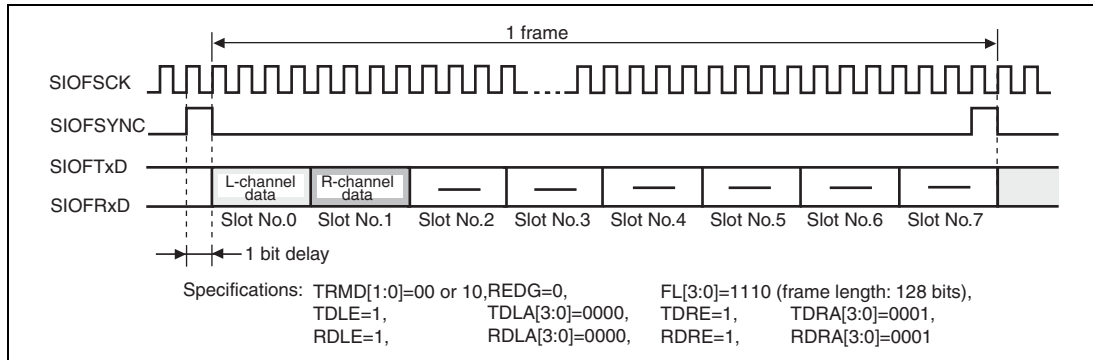 1 frame
SIOFSCK
SIOFSYNC
SIOFTxD
SIOFRxD
L-channel data
R-channel data
Slot No.0 Slot No.1 Slot No.2 Slot No.3 Slot No.4 Slot No.5 Slot No.6 Slot No.7
1 bit delay
Specifications: TRMD[1:0]=00 or 10,REDG=0, FL[3:0]=1110 (frame length: 128 bits),
TDLE=1, TDLA[3:0]=0000, TDRE=1, TDRA[3:0]=0001,
RDLE=1, RDLA[3:0]=0000, RDRE=1, RDRA[3:0]=0001